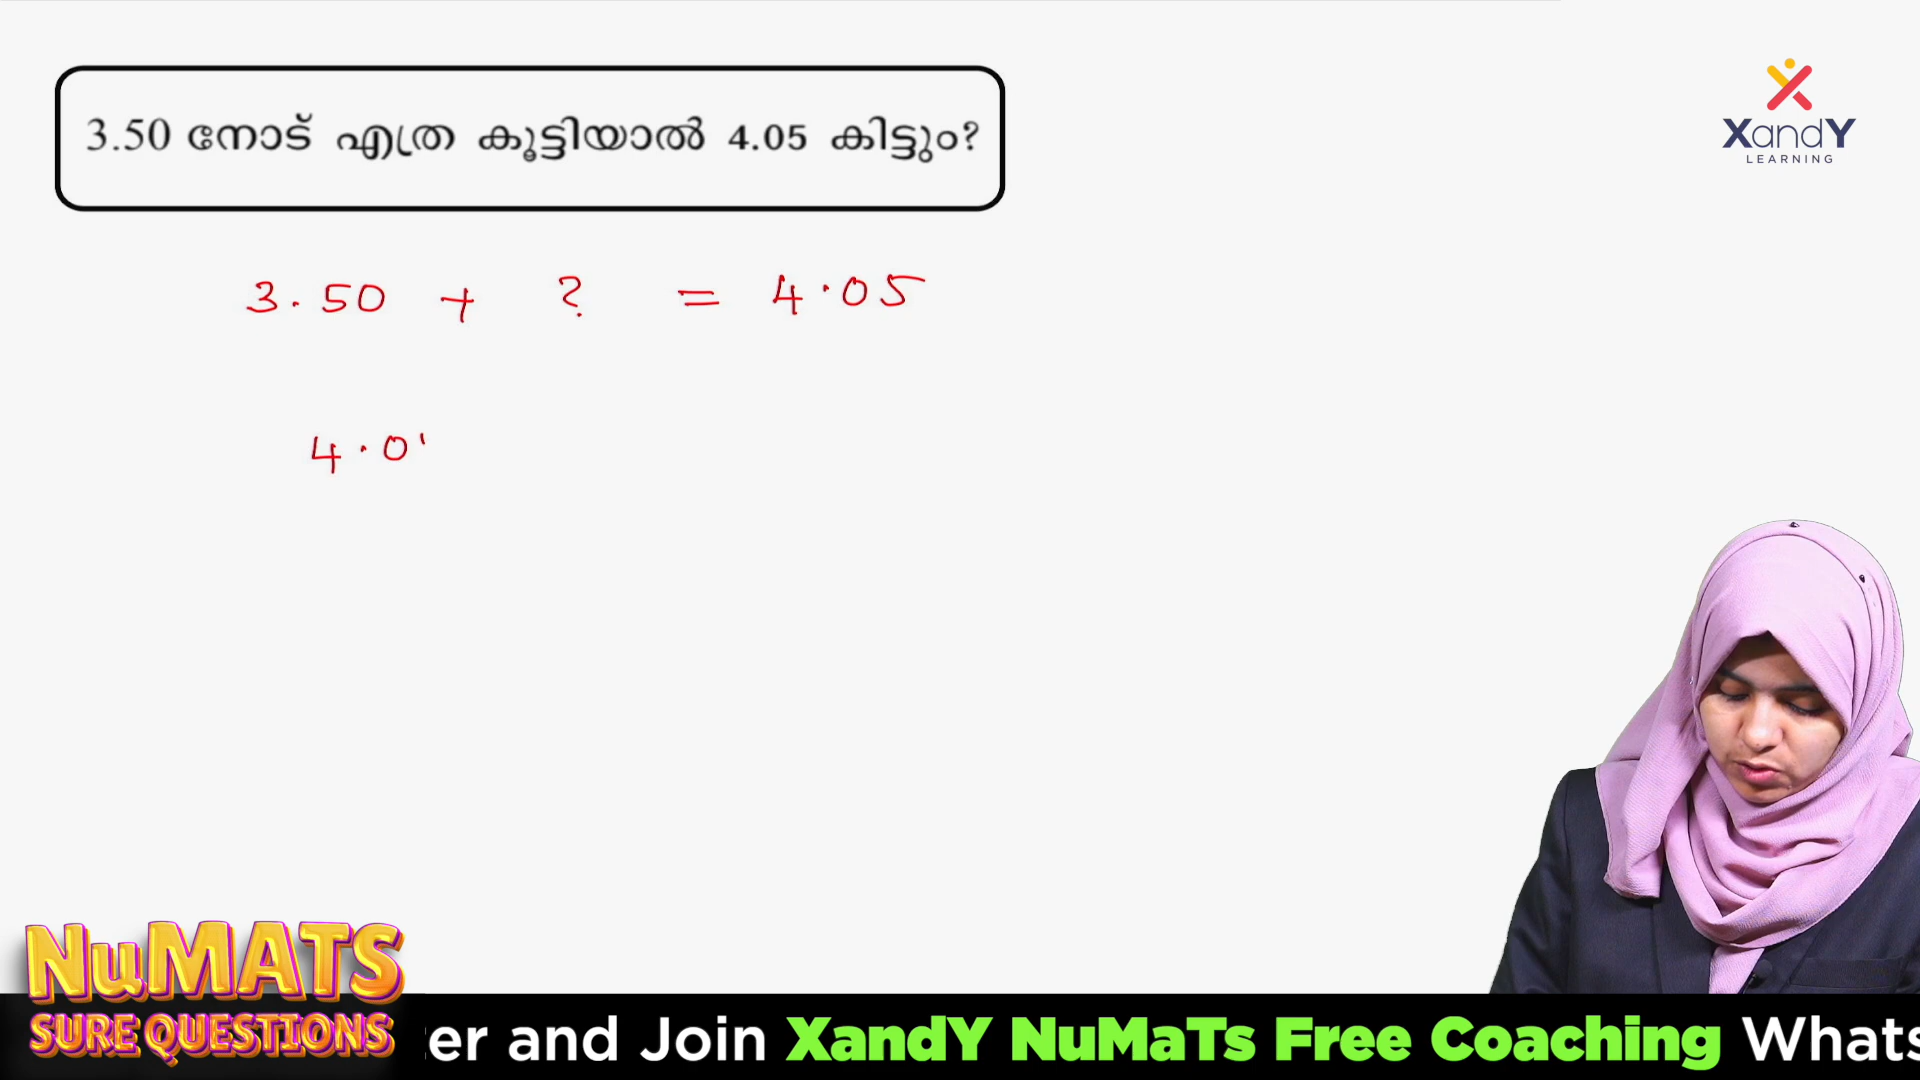 3.50 നോട് എത്ര കൂട്ടിയാൽ 4.05 കിട്ടും?
XandY
LEARNING
3.50 + ? = 4.05
4.0
NuMATS
SURE QUESTIONS
er and Join XandY NuMaTs Free Coaching Whats